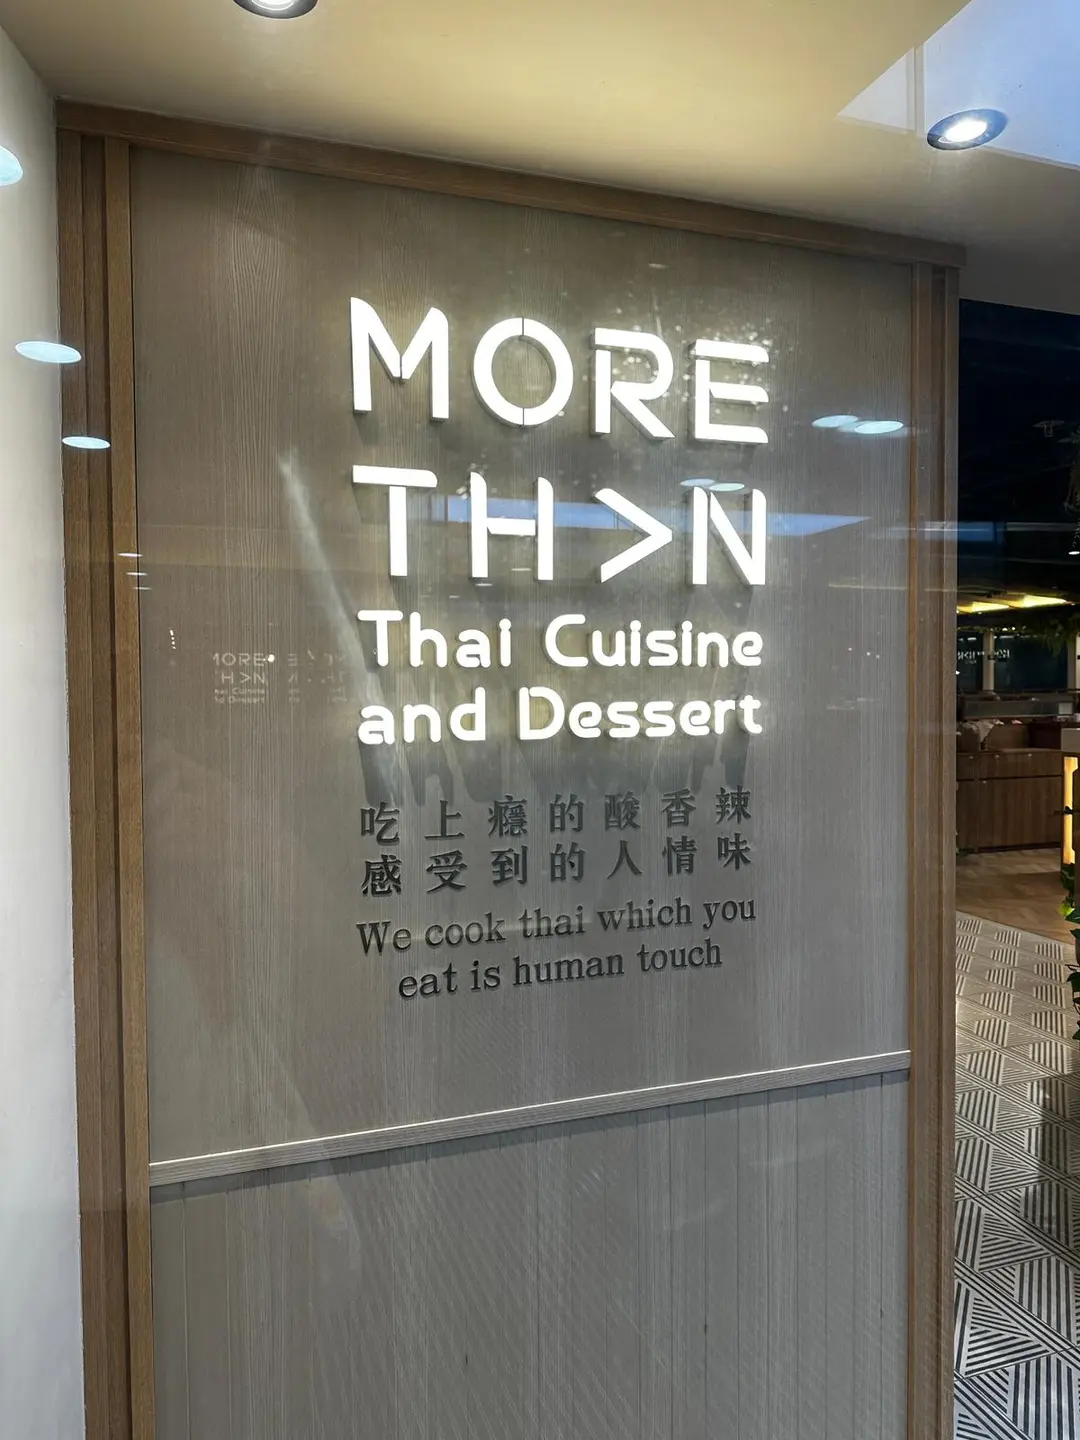 MORE
TH>N
Thai Cuisine
and Dessert
吃上癮的酸香辣
感受到的人情味
We cook thai which you
eat is human touch